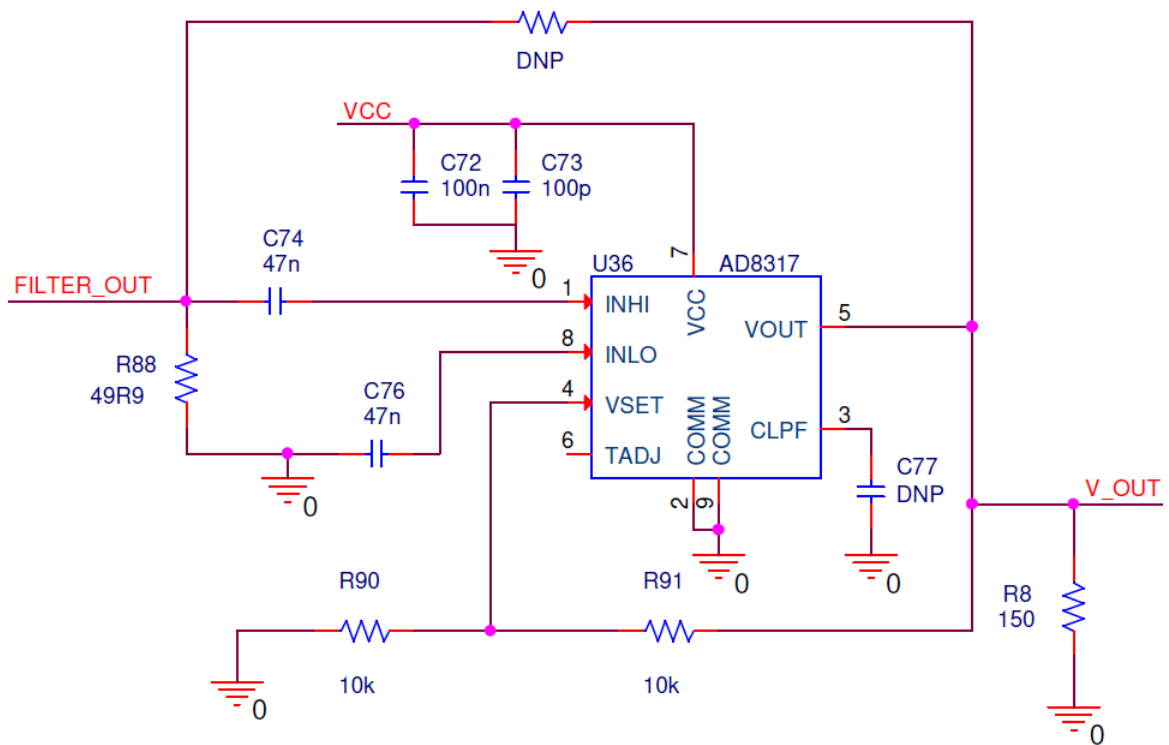 DNP
VCC
C72
100n
C73
100p
0
C74
47n
FILTER_OUT
R88
49R9
C76
47n
0
U36
AD8317
7
1
INHI
VCC
8
INLO
4
VSET
6
TADJ
COMM
COMM
2
9
VOUT
5
CLPF
3
C77
DNP
0
0
V_OUT
R90
10k
0
R91
10k
R8
150
0